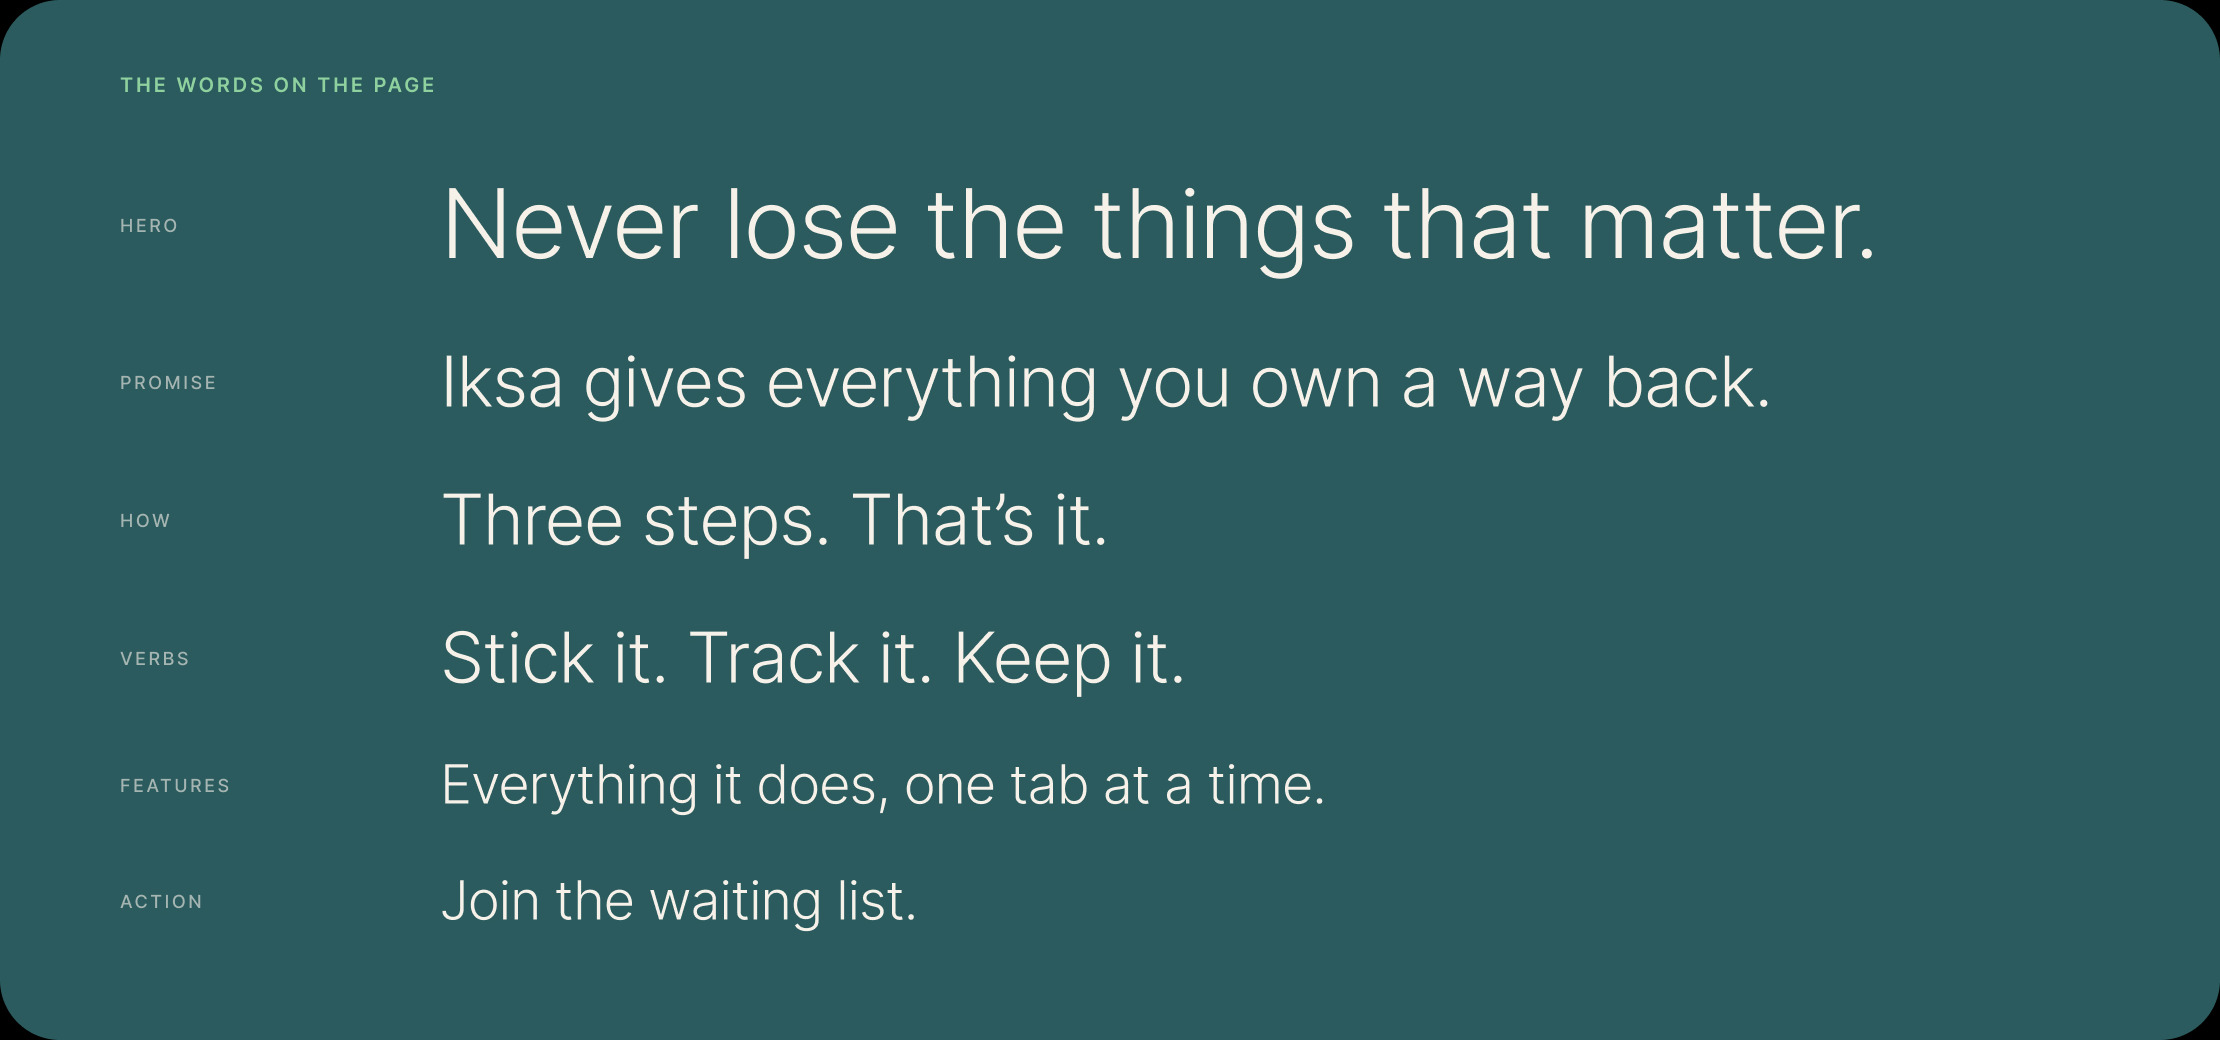 THE WORDS ON THE PAGE
HERO
Never lose the things that matter.
PROMISE
Iksa gives everything you own a way back.
HOW
Three steps. That’s it.
VERBS
Stick it. Track it. Keep it.
FEATURES
Everything it does, one tab at a time.
ACTION
Join the waiting list.